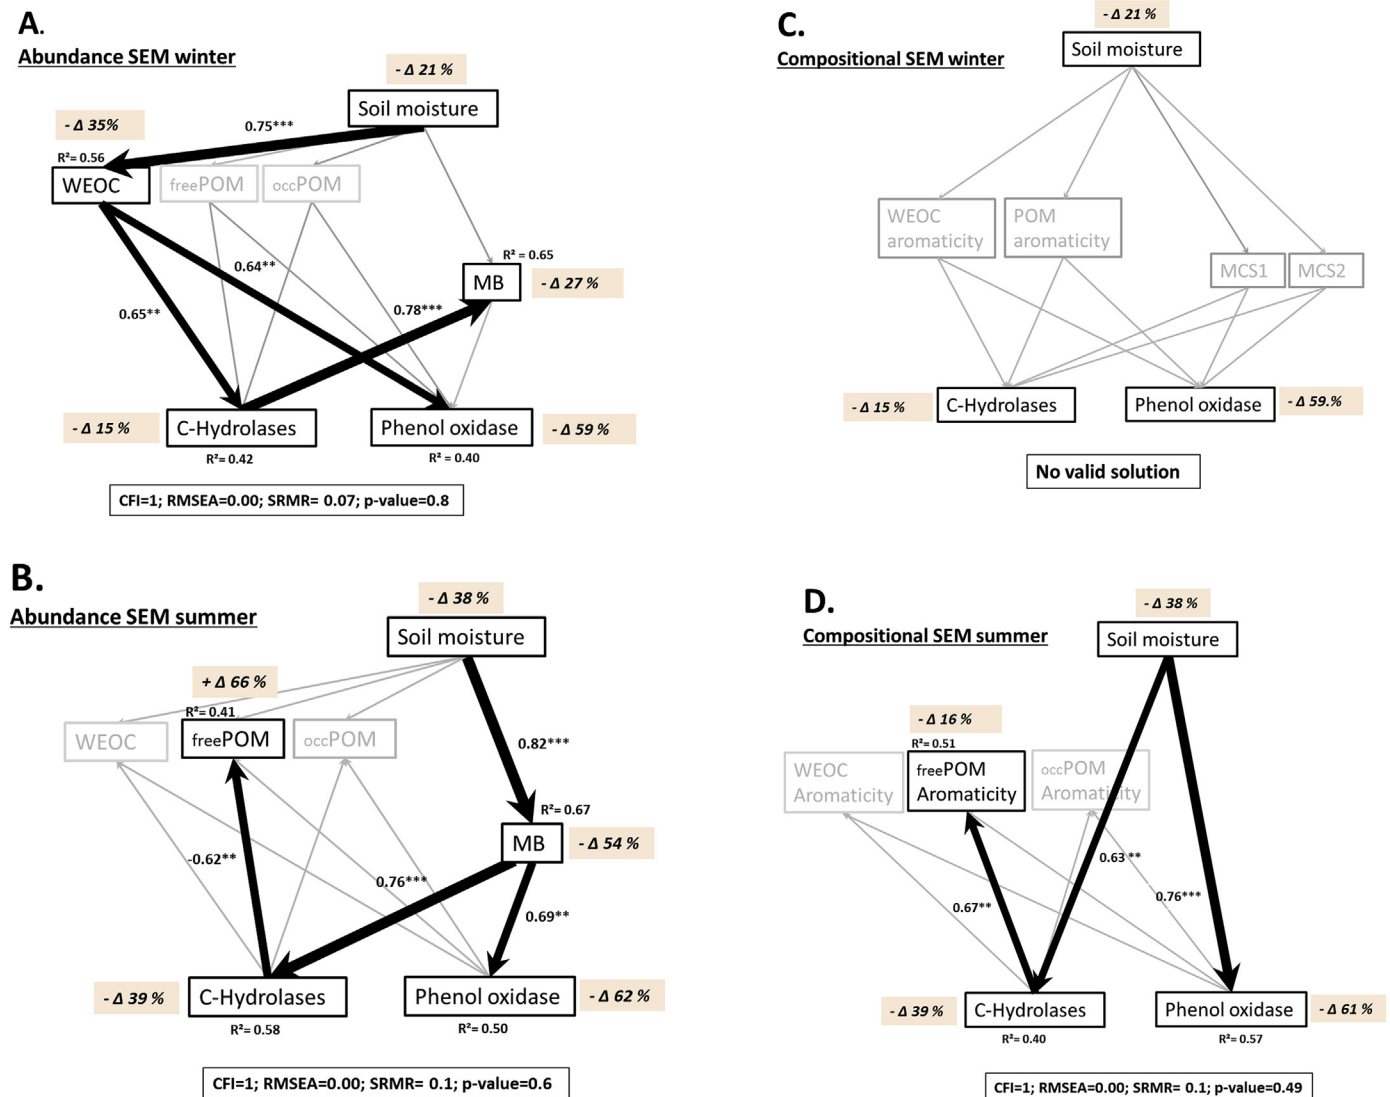 A.
Abundance SEM winter
- Δ 21 %
Soil moisture
- Δ 35%
0.75***
R²= 0.56
WEOC
freePOM
occPOM
R² = 0.65
MB
- Δ 27 %
0.64**
0.65**
0.78***
- Δ 15 %
C-Hydrolases
Phenol oxidase
- Δ 59 %
R²= 0.42
R² = 0.40
CFI=1; RMSEA=0.00; SRMR= 0.07; p-value=0.8
B.
Abundance SEM summer
- Δ 38 %
Soil moisture
+ Δ 66 %
R²= 0.41
WEOC
freePOM
occPOM
0.82***
R²= 0.67
MB
- Δ 54 %
-0.62**
0.76***
0.69**
- Δ 39 %
C-Hydrolases
Phenol oxidase
- Δ 62 %
R²= 0.58
R²= 0.50
CFI=1; RMSEA=0.00; SRMR= 0.1; p-value=0.6
C.
Compositional SEM winter
- Δ 21 %
Soil moisture
WEOC
aromaticity
POM
aromaticity
MCS1
MCS2
- Δ 15 %
C-Hydrolases
Phenol oxidase
- Δ 59.%
No valid solution
D.
Compositional SEM summer
- Δ 38 %
Soil moisture
- Δ 16 %
R²= 0.51
WEOC
Aromaticity
freePOM
Aromaticity
occPOM
Aromaticity
0.63 **
0.76***
0.67**
- Δ 39 %
C-Hydrolases
Phenol oxidase
- Δ 61 %
R²= 0.40
R²= 0.57
CFI=1; RMSEA=0.00; SRMR= 0.1; p-value=0.49